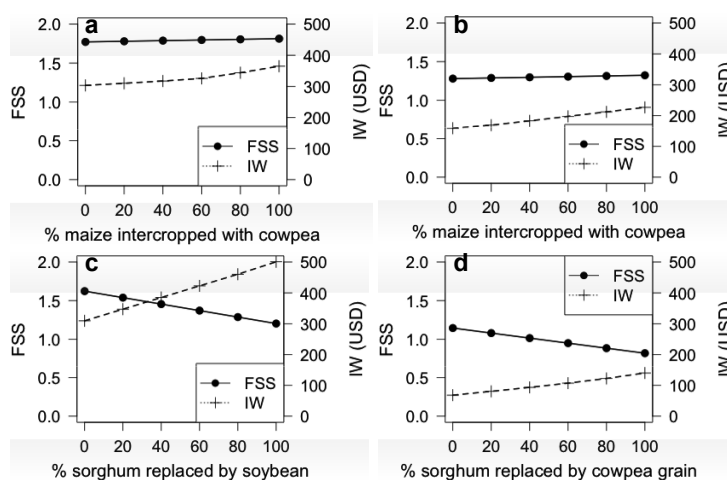 a
2.0
1.5
1.0
0.5
0.0
FSS
500
400
300
200
100
0
IW (USD)
FSS
IW
0 20 40 60 80 100
% maize intercropped with cowpea
b
2.0
1.5
1.0
0.5
0.0
FSS
500
400
300
200
100
0
IW (USD)
FSS
IW
0 20 40 60 80 100
% maize intercropped with cowpea
c
2.0
1.5
1.0
0.5
0.0
FSS
500
400
300
200
100
0
IW (USD)
FSS
IW
0 20 40 60 80 100
% sorghum replaced by soybean
d
2.0
1.5
1.0
0.5
0.0
FSS
500
400
300
200
100
0
IW (USD)
FSS
IW
0 20 40 60 80 100
% sorghum replaced by cowpea grain